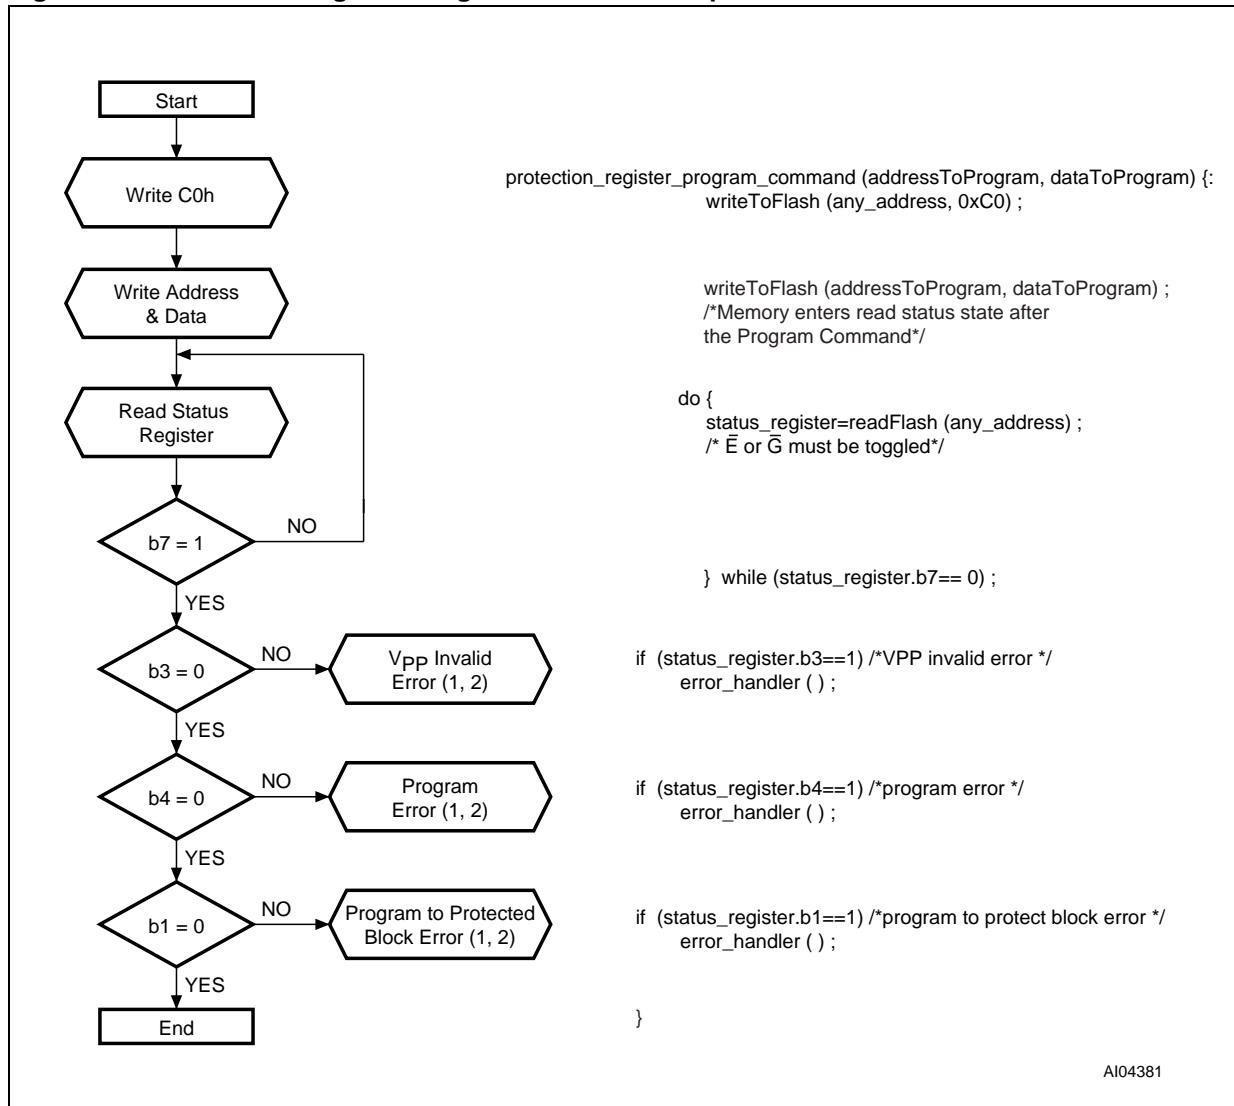 Start
Write C0h
protection_register_program_command (addressToProgram, dataToProgram) {:
writeToFlash (any_address, 0xC0) ;
Write Address
& Data
writeToFlash (addressToProgram, dataToProgram) ;
/*Memory enters read status state after
the Program Command*/
Read Status
Register
do {
status_register=readFlash (any_address) ;
/* E̅ or G̅ must be toggled*/
b7 = 1
NO
YES
} while (status_register.b7== 0) ;
b3 = 0
NO
YES
VPP Invalid
Error (1, 2)
if (status_register.b3==1) /*VPP invalid error */
error_handler ( ) ;
b4 = 0
NO
YES
Program
Error (1, 2)
if (status_register.b4==1) /*program error */
error_handler ( ) ;
b1 = 0
NO
YES
Program to Protected
Block Error (1, 2)
if (status_register.b1==1) /*program to protect block error */
error_handler ( ) ;
End
}
AI04381